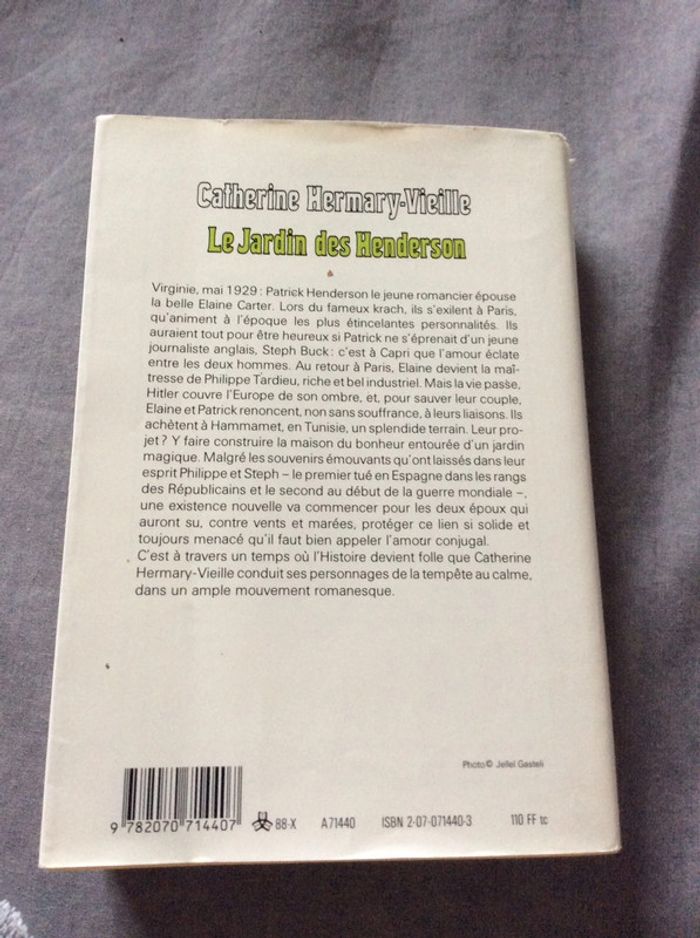 Catherine Hermary-Vieille
Le Jardin des Henderson
Virginie, mai 1929 : Patrick Henderson le jeune romancier épouse
la belle Elaine Carter. Lors du fameux krach, ils s'exilent à Paris,
qu'animent à l'époque les plus étincelantes personnalités. Ils
auraient tout pour être heureux si Patrick ne s'éprenait d'un jeune
journaliste anglais, Steph Buck : c'est à Capri que l'amour éclate
entre les deux hommes. Au retour à Paris, Elaine devient la maî-
tresse de Philippe Tardieu, riche et bel industriel. Mais la vie passe,
Hitler couvre l'Europe de son ombre, et, pour sauver leur couple,
Elaine et Patrick renoncent, non sans souffrance, à leurs liaisons. Ils
achètent à Hammamet, en Tunisie, un splendide terrain. Leur pro-
jet ? Y faire construire la maison du bonheur entourée d'un jardin
magique. Malgré les souvenirs émouvants qu'ont laissés dans leur
esprit Philippe et Steph – le premier tué en Espagne dans les rangs
des Républicains et le second au début de la guerre mondiale –,
une existence nouvelle va commencer pour les deux époux qui
auront su, contre vents et marées, protéger ce lien si solide et
toujours menacé qu'il faut bien appeler l'amour conjugal.
C'est à travers un temps où l'Histoire devient folle que Catherine
Hermary-Vieille conduit ses personnages de la tempête au calme,
dans un ample mouvement romanesque.
Photo © Jellel Gasteli
9 782070 714407 88-X A71440 ISBN 2-07-071440-3 110 FF tc